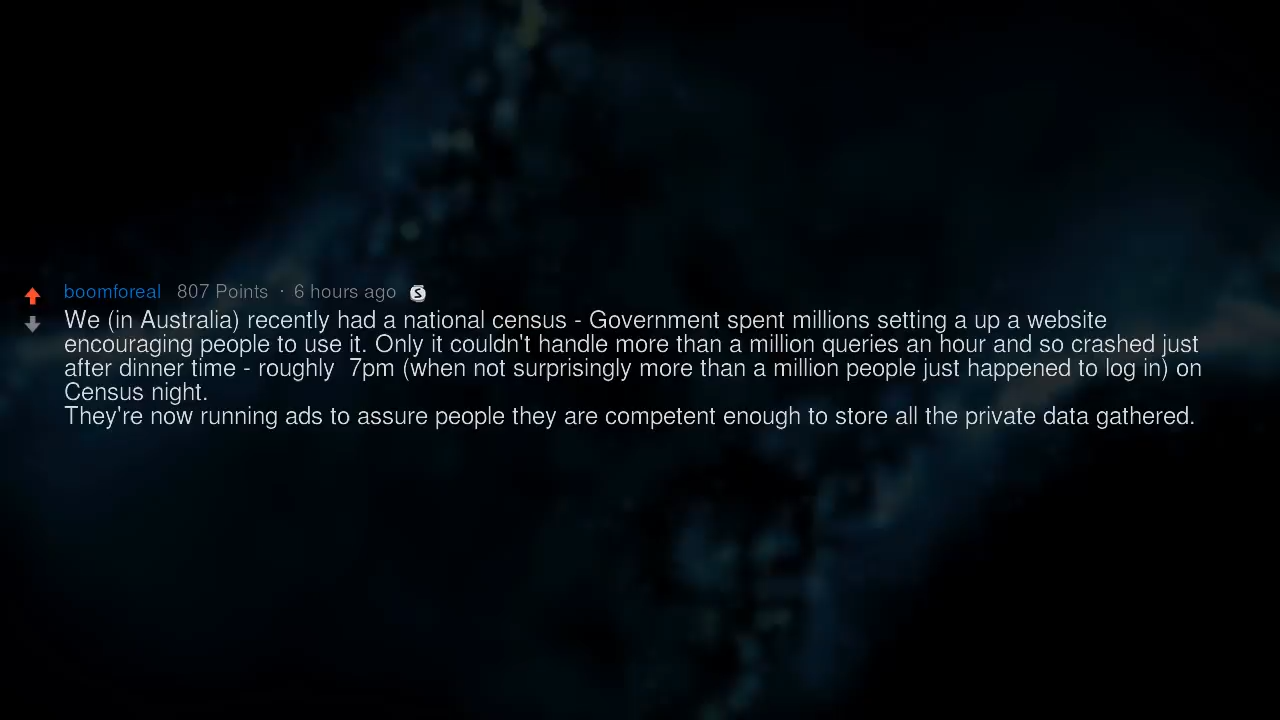 boomforeal 807 Points · 6 hours ago S
We (in Australia) recently had a national census - Government spent millions setting a up a website
encouraging people to use it. Only it couldn't handle more than a million queries an hour and so crashed just
after dinner time - roughly  7pm (when not surprisingly more than a million people just happened to log in) on
Census night.
They're now running ads to assure people they are competent enough to store all the private data gathered.